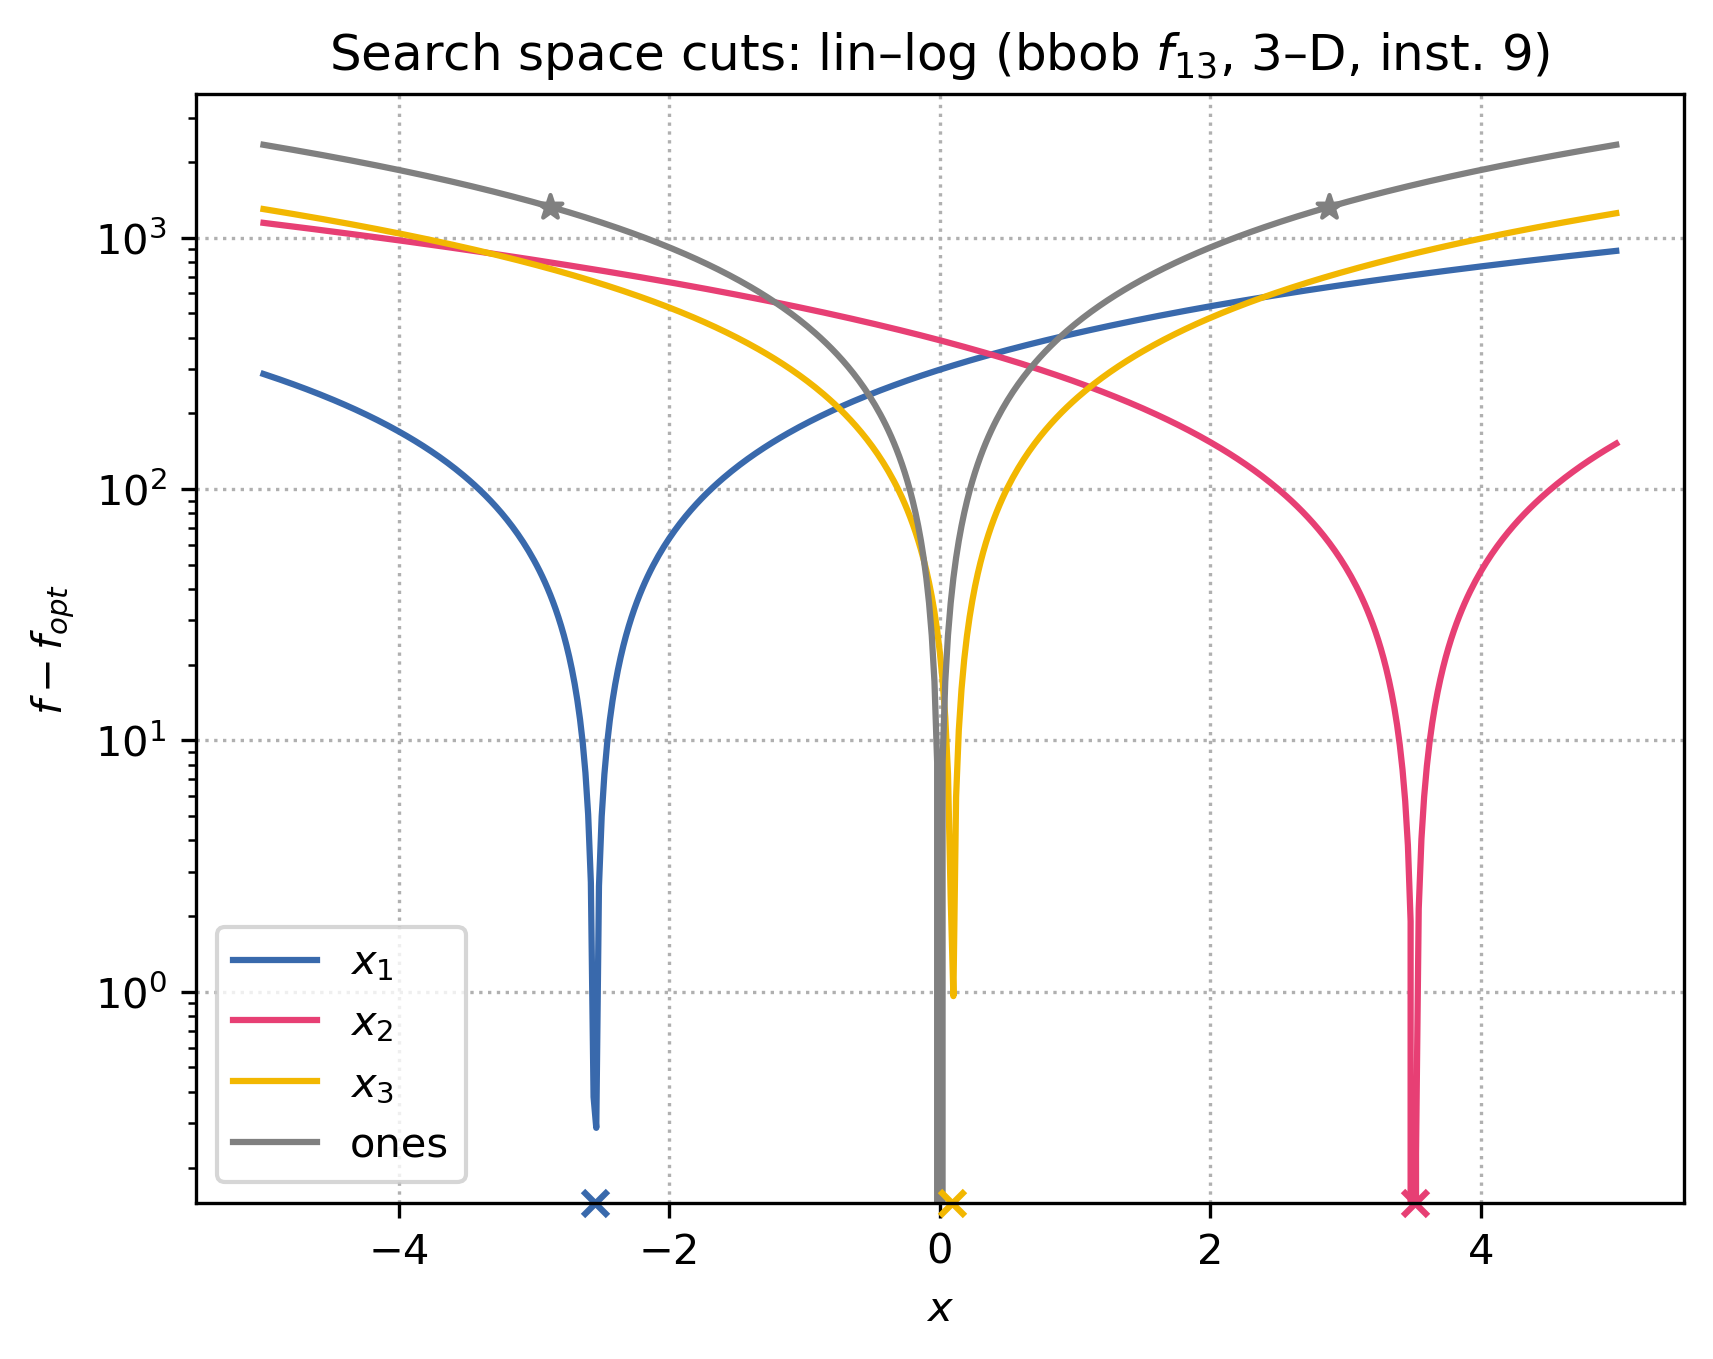 Search space cuts: lin–log (bbob f₁₃, 3–D, inst. 9)
f − f_opt
10³
10²
10¹
10⁰
x₁
x₂
x₃
ones
−4 −2 0 2 4
x